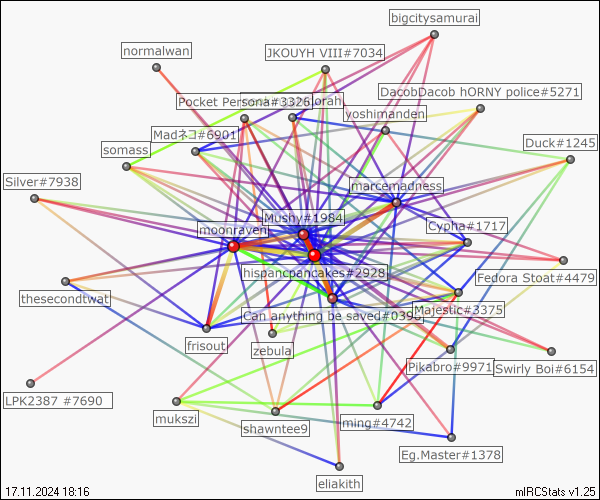 bigcitysamurai
normalwan
JKOUYH VIII#7034
DacobDacob hORNY police#5271
Pocket Persona#3326
orah
yoshimanden
Madネコ#6901
Duck#1245
somass
Silver#7938
marcemadness
Mushy#1984
moonraven
Cypha#1717
hispancpancakes#2928
Fedora Stoat#4479
thesecondtwat
Can anything be saved#0390
Majestic#3375
frisout
zebula
Pikabro#9971
Swirly Boi#6154
LPK2387 #7690
mukszi
shawntee9
ming#4742
Eg.Master#1378
eliakith
17.11.2024 18:16
mIRCStats v1.25